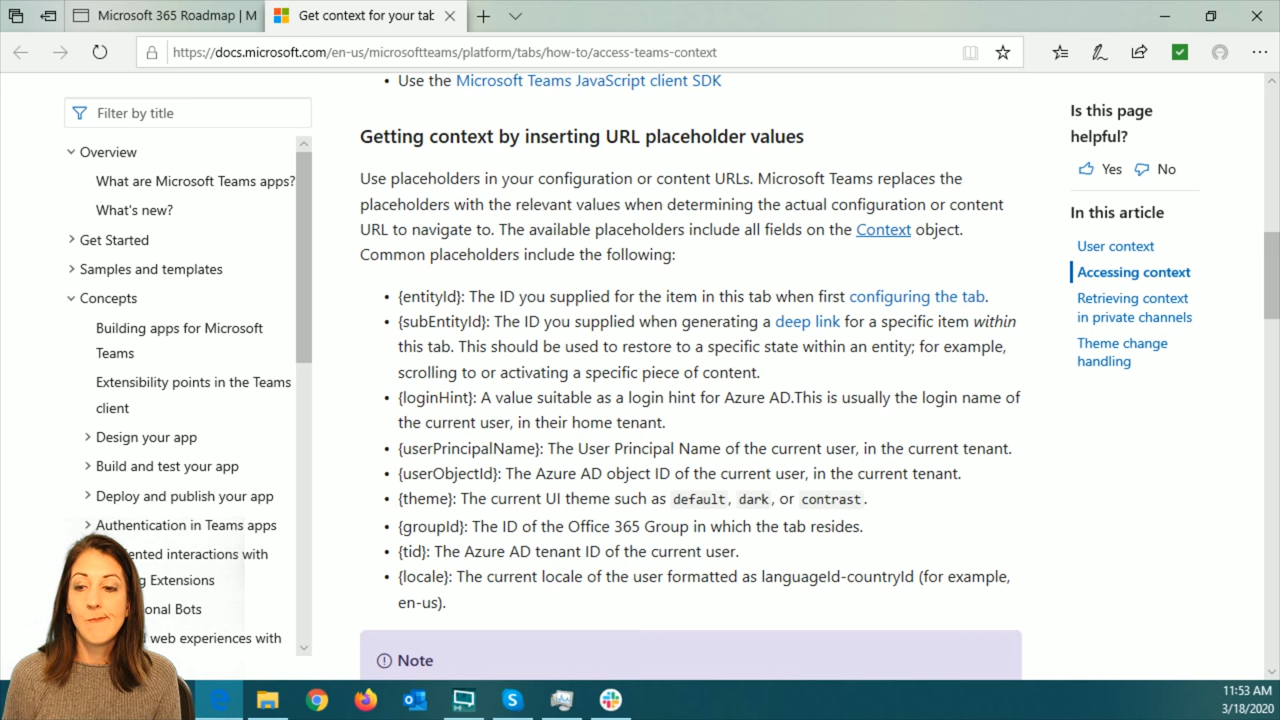 Microsoft 365 Roadmap | M
Get context for your tab
https://docs.microsoft.com/en-us/microsoftteams/platform/tabs/how-to/access-teams-context
Filter by title
Overview
What are Microsoft Teams apps?
What's new?
Get Started
Samples and templates
Concepts
Building apps for Microsoft
Teams
Extensibility points in the Teams
client
Design your app
Build and test your app
Deploy and publish your app
Authentication in Teams apps
ented interactions with
g Extensions
onal Bots
web experiences with
• Use the Microsoft Teams JavaScript client SDK
Getting context by inserting URL placeholder values
Use placeholders in your configuration or content URLs. Microsoft Teams replaces the
placeholders with the relevant values when determining the actual configuration or content
URL to navigate to. The available placeholders include all fields on the Context object.
Common placeholders include the following:
• {entityId}: The ID you supplied for the item in this tab when first configuring the tab.
• {subEntityId}: The ID you supplied when generating a deep link for a specific item within
this tab. This should be used to restore to a specific state within an entity; for example,
scrolling to or activating a specific piece of content.
• {loginHint}: A value suitable as a login hint for Azure AD.This is usually the login name of
the current user, in their home tenant.
• {userPrincipalName}: The User Principal Name of the current user, in the current tenant.
• {userObjectId}: The Azure AD object ID of the current user, in the current tenant.
• {theme}: The current UI theme such as default, dark, or contrast.
• {groupId}: The ID of the Office 365 Group in which the tab resides.
• {tid}: The Azure AD tenant ID of the current user.
• {locale}: The current locale of the user formatted as languageId-countryId (for example,
en-us).
Note
Is this page
helpful?
Yes No
In this article
User context
Accessing context
Retrieving context
in private channels
Theme change
handling
11:53 AM
3/18/2020